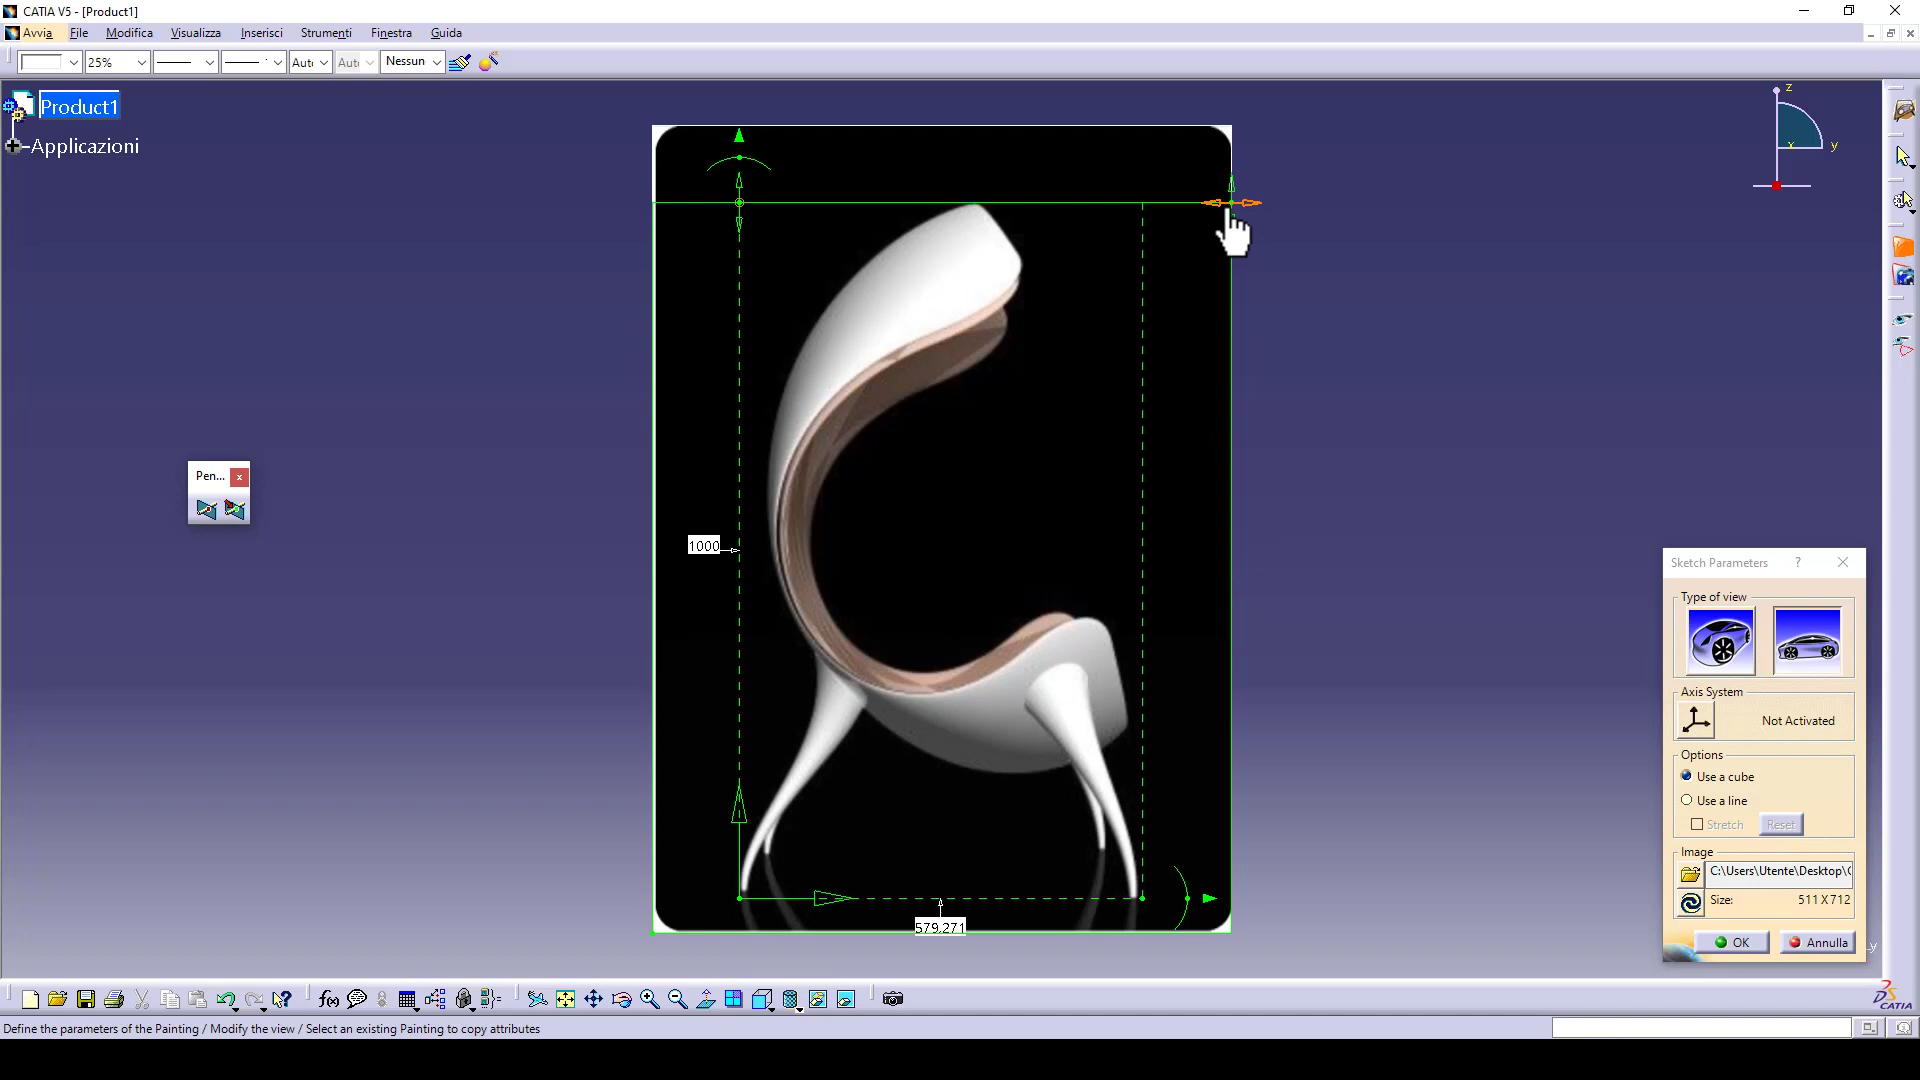 CATIA V5 - [Product1]
Avvia File Modifica Visualizza Inserisci Strumenti Finestra Guida
25% Aut Aut Nessun
Product1
Applicazioni
z
x y
Pen... x
1000
579,271
Sketch Parameters ?
Type of view
Axis System
Not Activated
Options
Use a cube
Use a line
Stretch Reset
Image
C:\Users\Utente\Desktop\
Size: 511 X 712
OK Annulla
y
f(x)
CATIA
Define the parameters of the Painting / Modify the view / Select an existing Painting to copy attributes